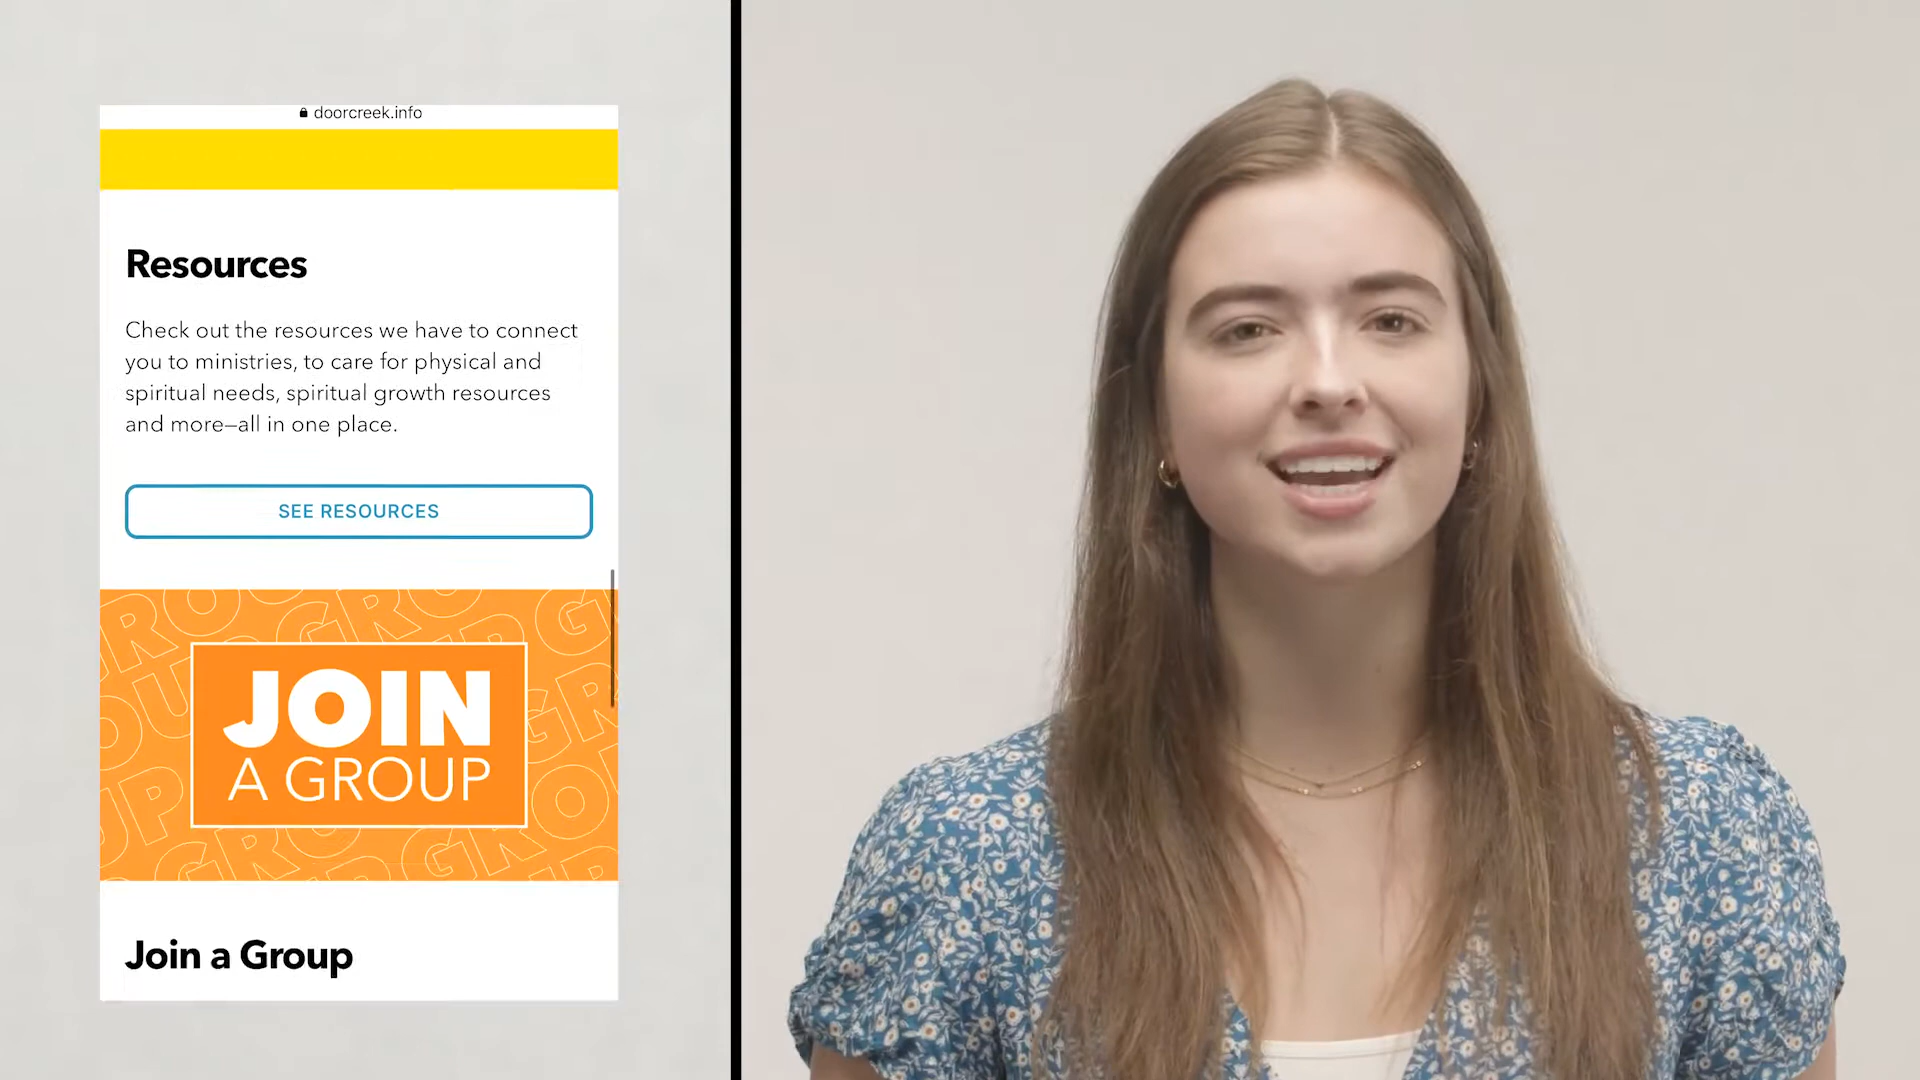 doorcreek.info
Resources
Check out the resources we have to connect
you to ministries, to care for physical and
spiritual needs, spiritual growth resources
and more—all in one place.
SEE RESOURCES
JOIN
A GROUP
Join a Group